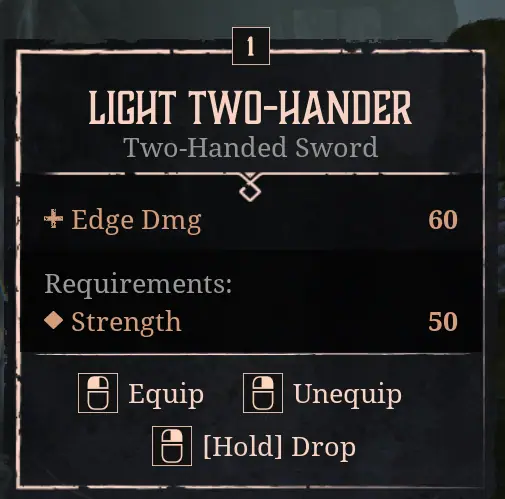 1
LIGHT TWO-HANDER
Two-Handed Sword
Edge Dmg 60
Requirements:
Strength 50
Equip Unequip
[Hold] Drop